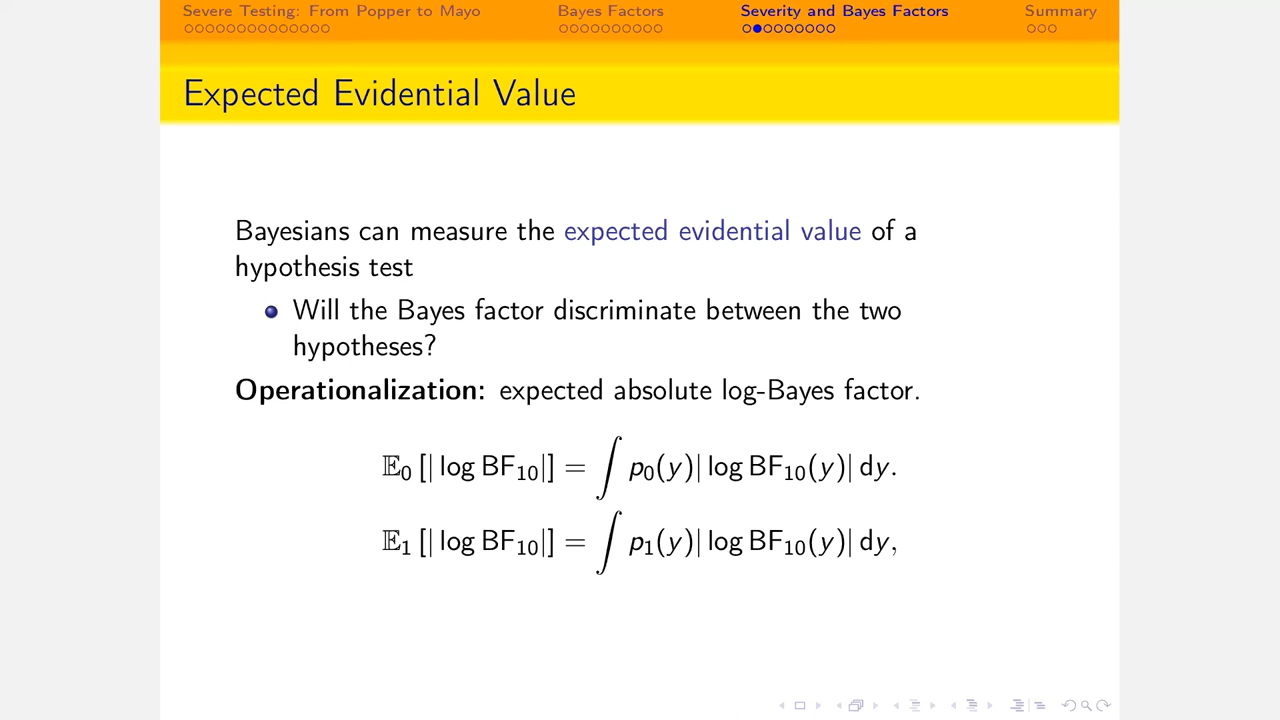 Severe Testing: From Popper to Mayo Bayes Factors Severity and Bayes Factors Summary
Expected Evidential Value
Bayesians can measure the expected evidential value of a
hypothesis test
Will the Bayes factor discriminate between the two
hypotheses?
Operationalization: expected absolute log-Bayes factor.
𝔼₀ [| log BF₁₀|] = ∫ p₀(y)| log BF₁₀(y)| dy.
𝔼₁ [| log BF₁₀|] = ∫ p₁(y)| log BF₁₀(y)| dy,